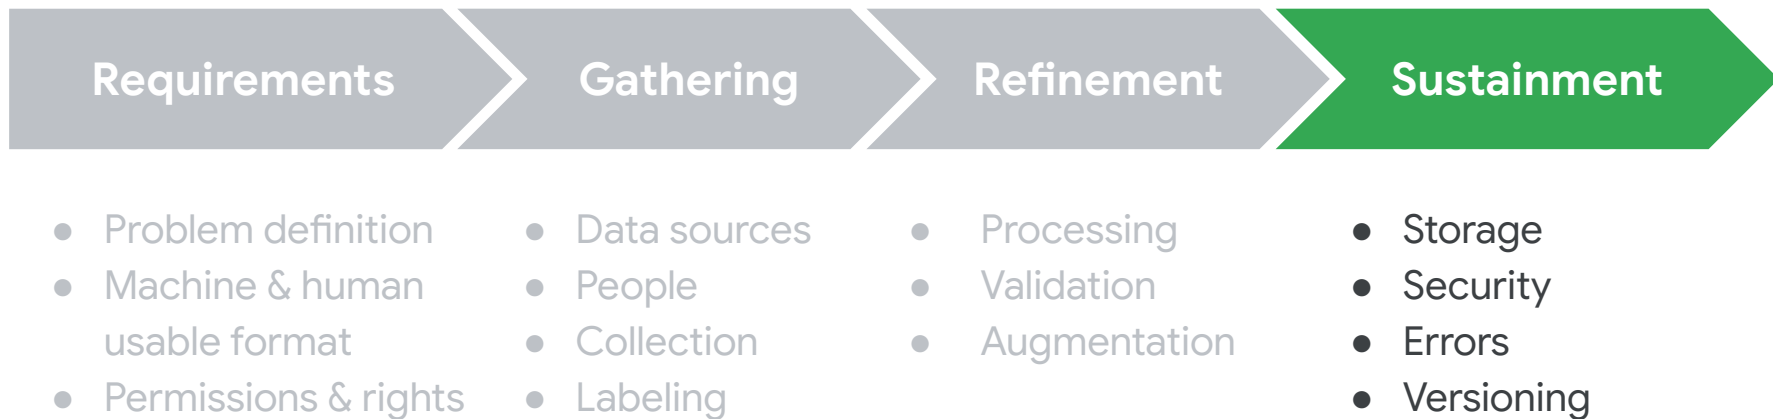 Requirements
Gathering
Refinement
Sustainment
● Problem definition
● Machine & human
usable format
● Permissions & rights
● Data sources
● People
● Collection
● Labeling
● Processing
● Validation
● Augmentation
● Storage
● Security
● Errors
● Versioning